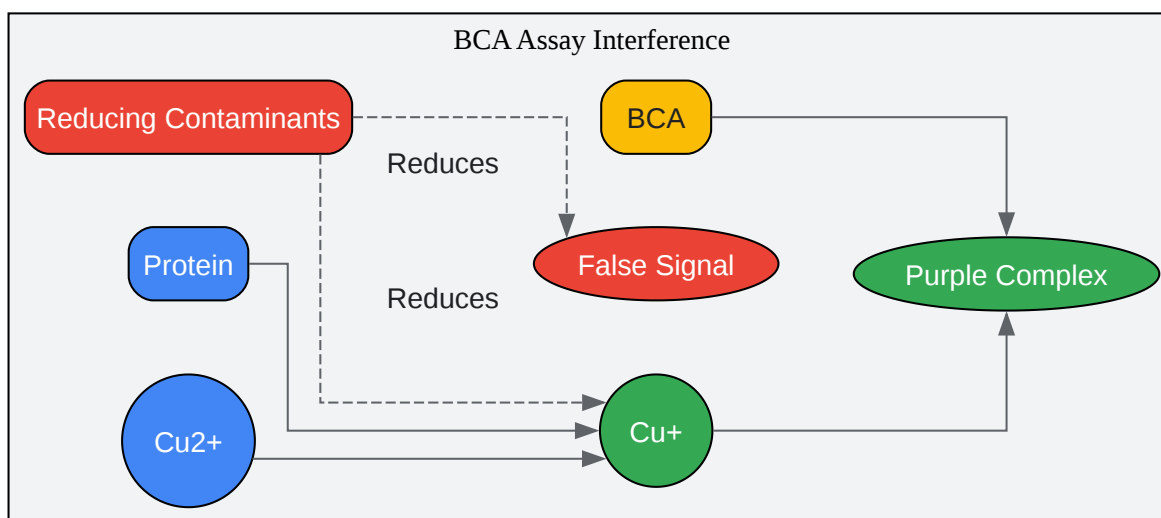 BCA Assay Interference
Reducing Contaminants
BCA
Reduces
Protein
False Signal
Purple Complex
Reduces
Cu2+
Cu+